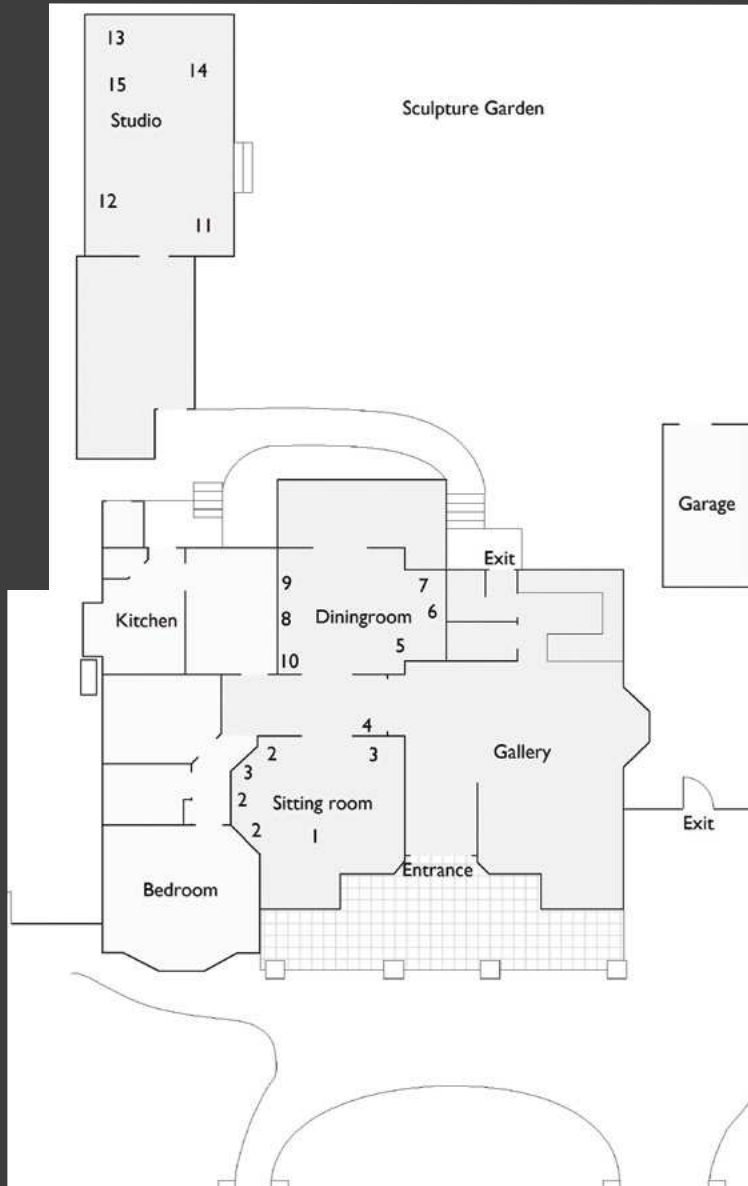 13
14
15
Studio
Sculpture Garden
12
11
Garage
Exit
9
7
Kitchen
8
Diningroom
6
5
10
4
2
3
Gallery
3
2
Sitting room
2
1
Exit
Entrance
Bedroom